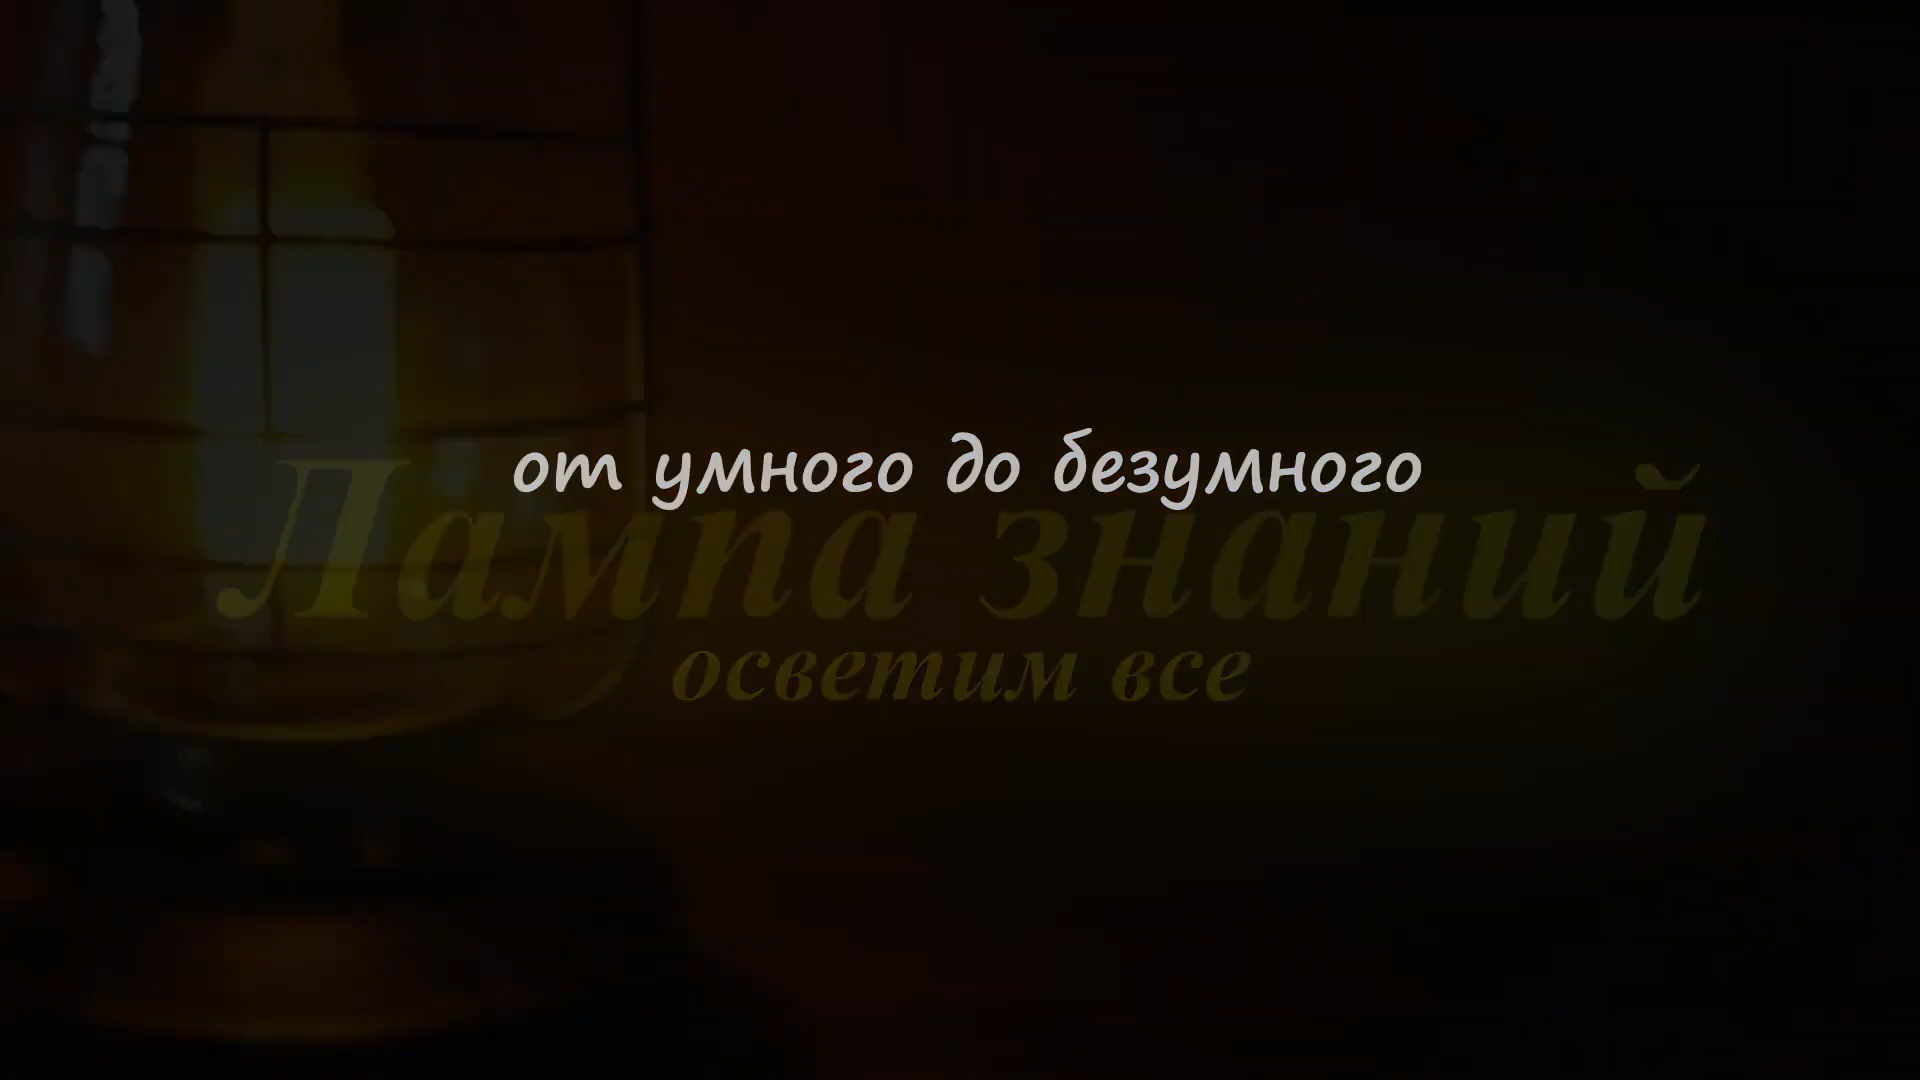 от умного до безумного
Лампа знаний
осветим все